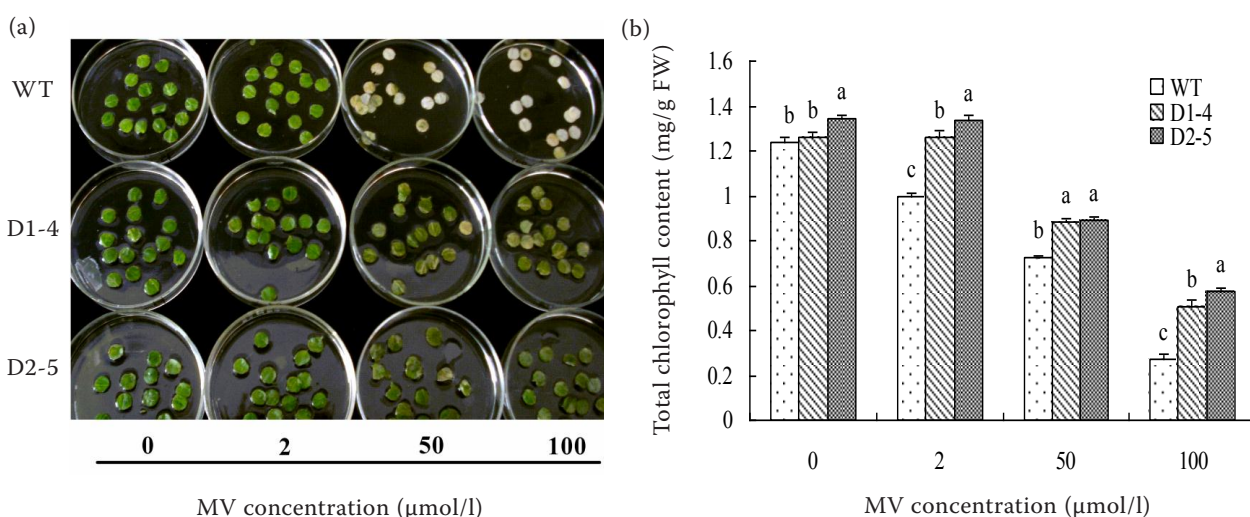 (a)
WT
D1-4
D2-5
0 2 50 100
MV concentration (µmol/l)
(b)
Total chlorophyll content (mg/g FW)
1.6
1.4
1.2
1
0.8
0.6
0.4
0.2
0
b b a
c b a
b a a
c b a
WT
D1-4
D2-5
0 2 50 100
MV concentration (µmol/l)